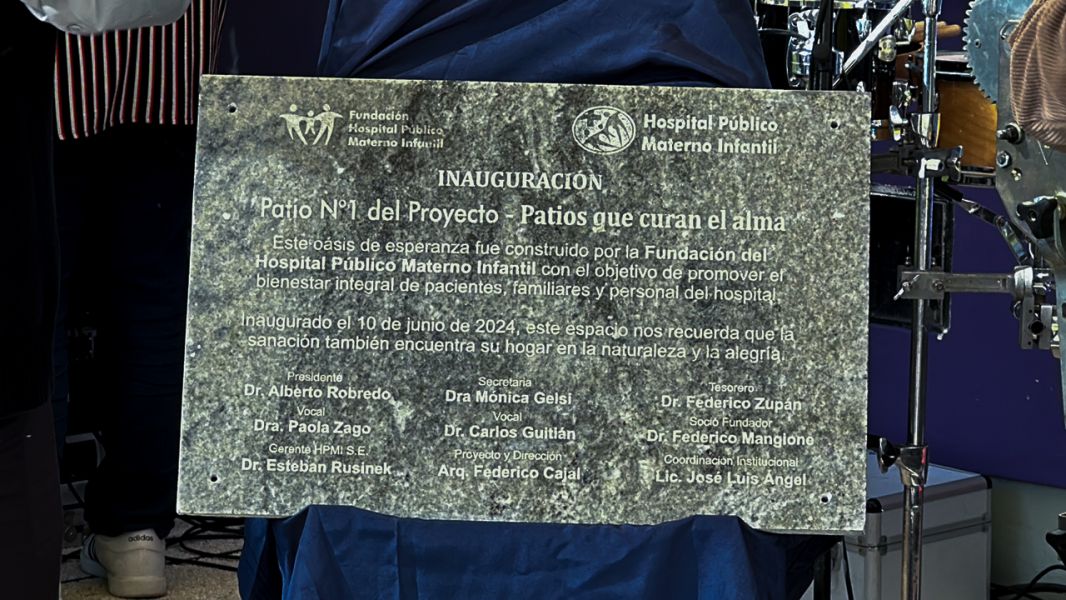 Fundación
Hospital Público
Materno Infantil
Hospital Público
Materno Infantil
INAUGURACIÓN
Patio N°1 del Proyecto - Patios que curan el alma
Este oásis de esperanza fue construido por la Fundación del
Hospital Público Materno Infantil con el objetivo de promover el
bienestar integral de pacientes, familiares y personal del hospital.
Inaugurado el 10 de junio de 2024, este espacio nos recuerda que la
sanación también encuentra su hogar en la naturaleza y la alegría.
Presidente
Dr. Alberto Robredo
Secretaria
Dra Mónica Gelsi
Tesorero
Dr. Federico Zupán
Vocal
Dra. Paola Zago
Vocal
Dr. Carlos Guitián
Socio Fundador
Dr. Federico Mangione
Gerente HPMI S.E.
Dr. Esteban Rusinek
Proyecto y Dirección
Arq. Federico Cajal
Coordinación Institucional
Lic. José Luis Ángel
adidas